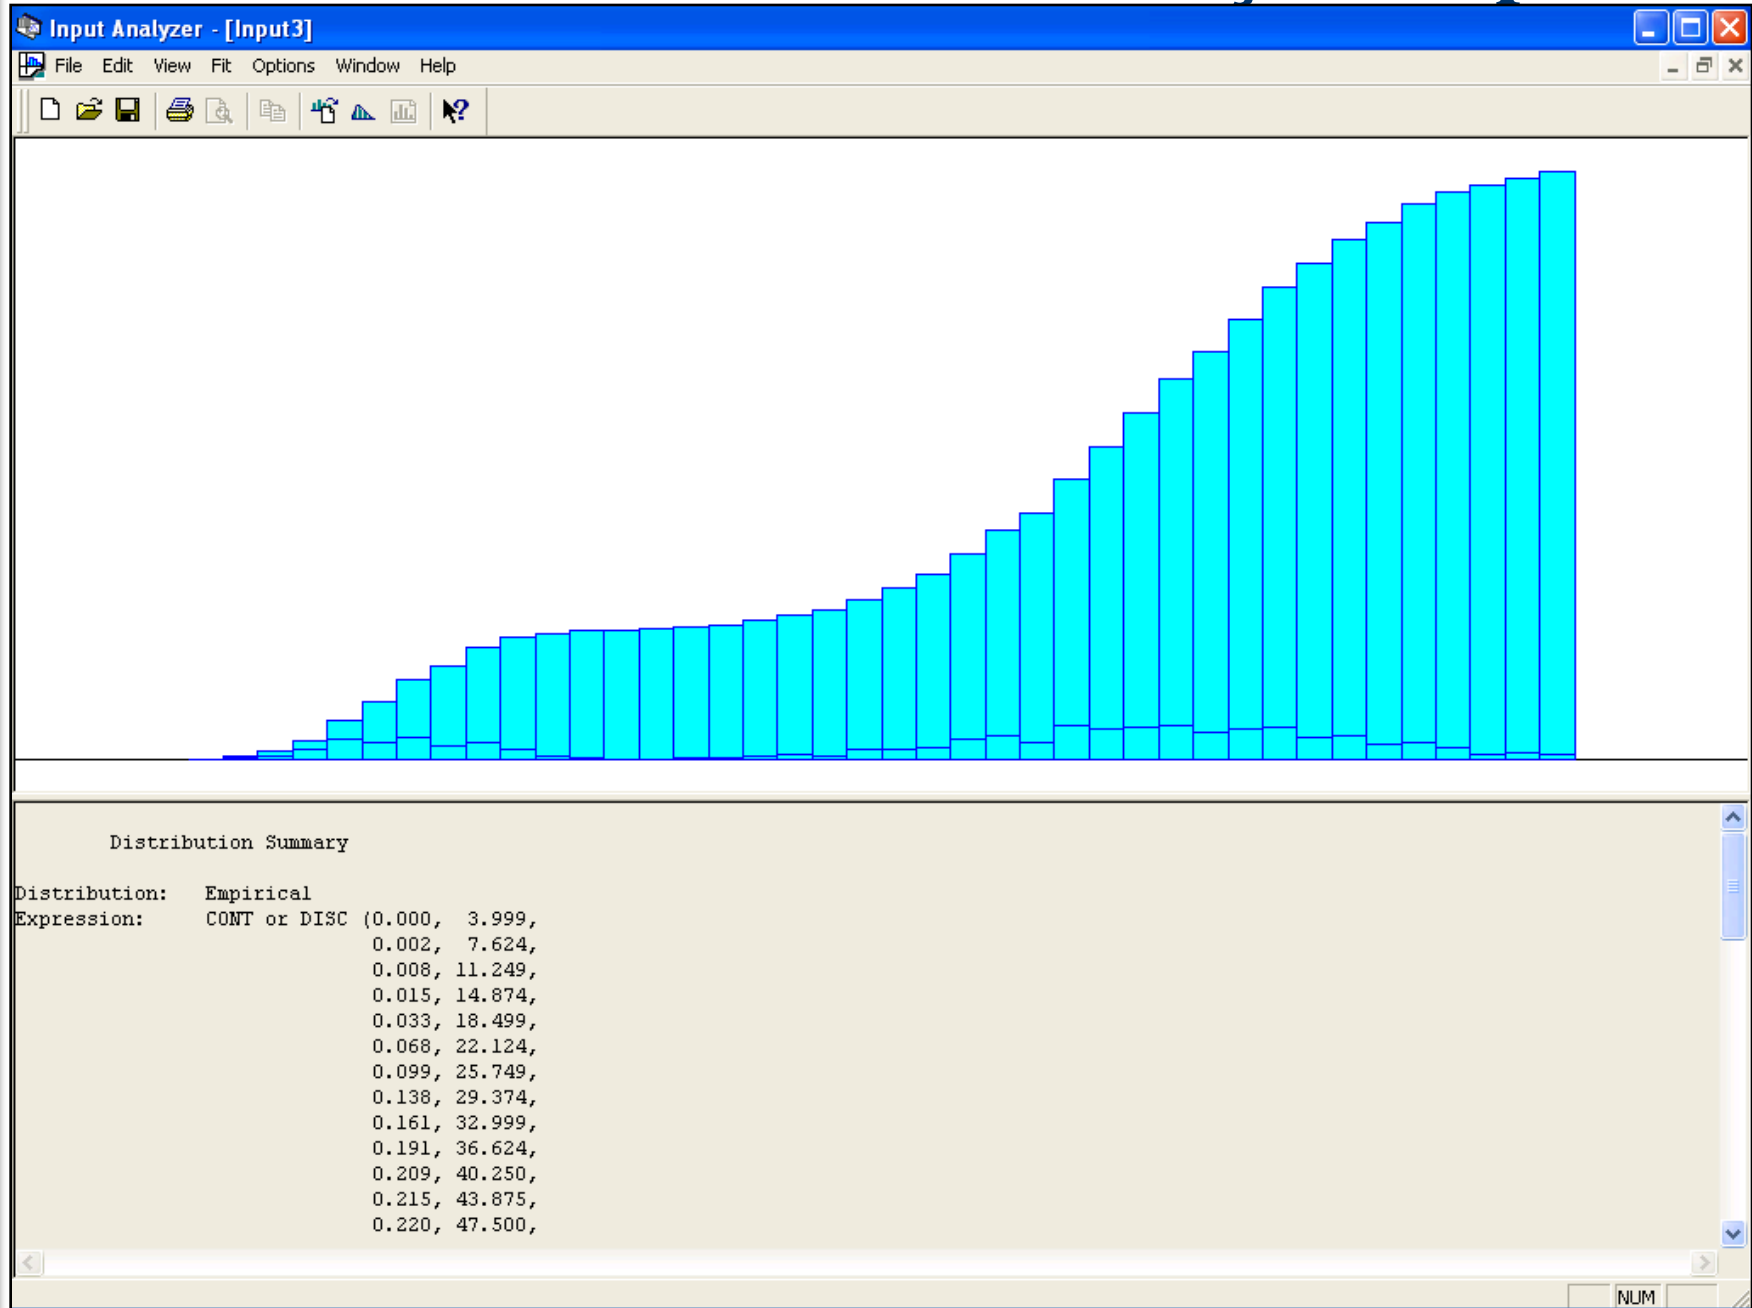 Input Analyzer - [Input3]
File Edit View Fit Options Window Help
Distribution Summary
Distribution: Empirical
Expression: CONT or DISC (0.000, 3.999,
0.002, 7.624,
0.008, 11.249,
0.015, 14.874,
0.033, 18.499,
0.068, 22.124,
0.099, 25.749,
0.138, 29.374,
0.161, 32.999,
0.191, 36.624,
0.209, 40.250,
0.215, 43.875,
0.220, 47.500,
NUM